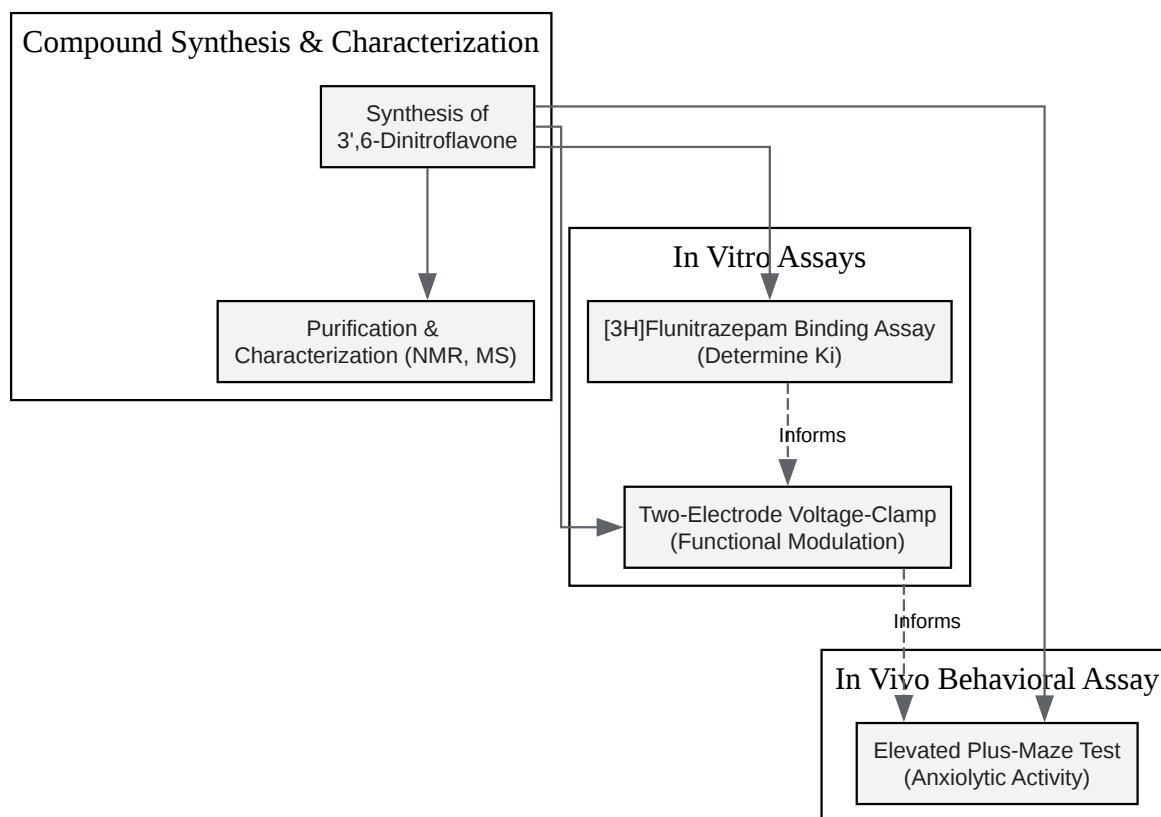 Compound Synthesis & Characterization
Synthesis of
3',6-Dinitroflavone
Purification &
Characterization (NMR, MS)
In Vitro Assays
[3H]Flunitrazepam Binding Assay
(Determine Ki)
Informs
Two-Electrode Voltage-Clamp
(Functional Modulation)
Informs
In Vivo Behavioral Assay
Elevated Plus-Maze Test
(Anxiolytic Activity)